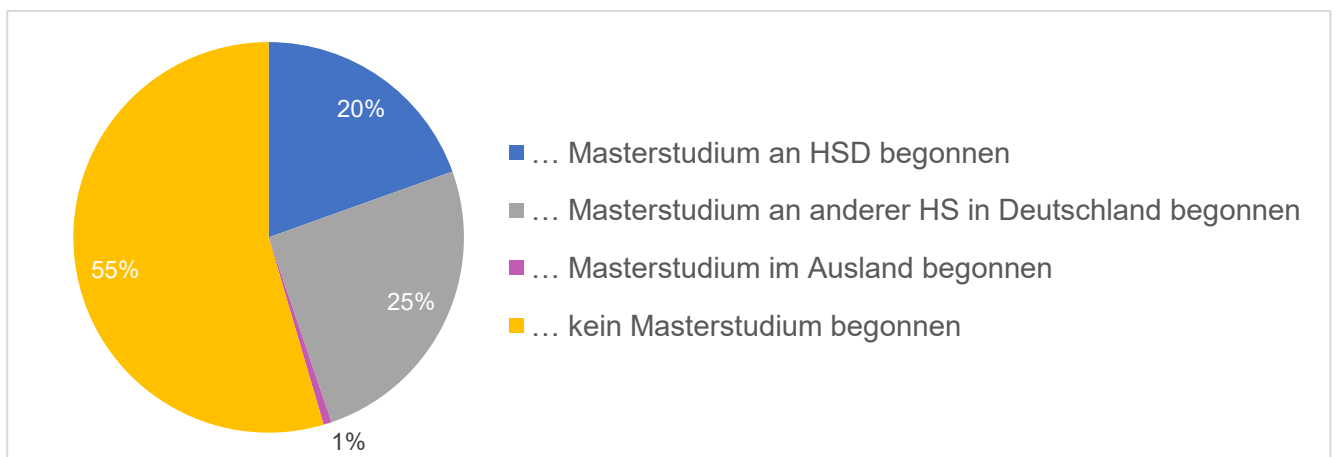 20%
25%
1%
55%
… Masterstudium an HSD begonnen
… Masterstudium an anderer HS in Deutschland begonnen
… Masterstudium im Ausland begonnen
… kein Masterstudium begonnen